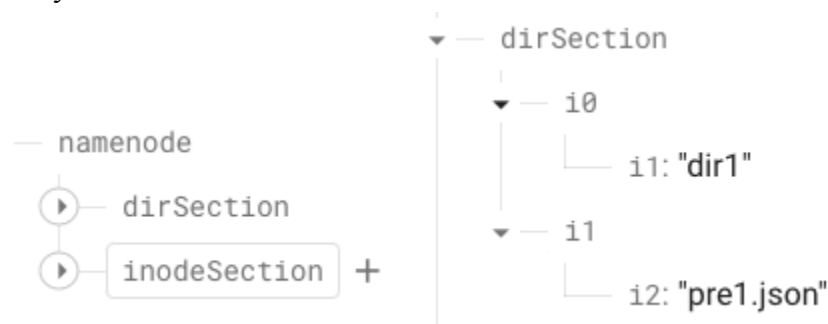 namenode
dirSection
inodeSection +
dirSection
i0
i1: "dir1"
i1
i2: "pre1.json"